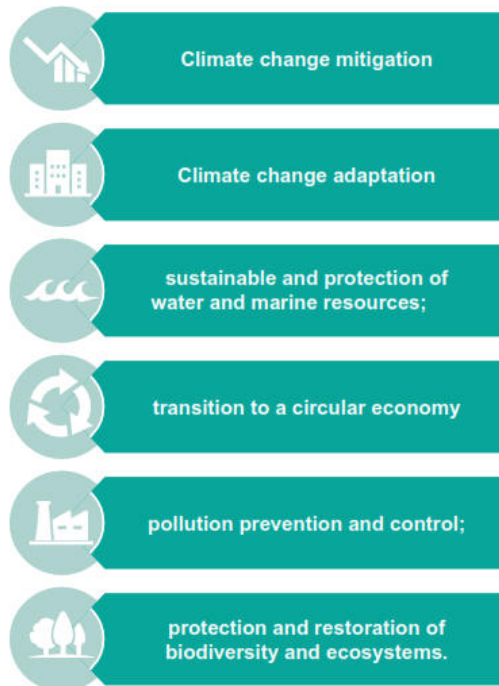 Climate change mitigation
Climate change adaptation
sustainable and protection of
water and marine resources;
transition to a circular economy
pollution prevention and control;
protection and restoration of
biodiversity and ecosystems.